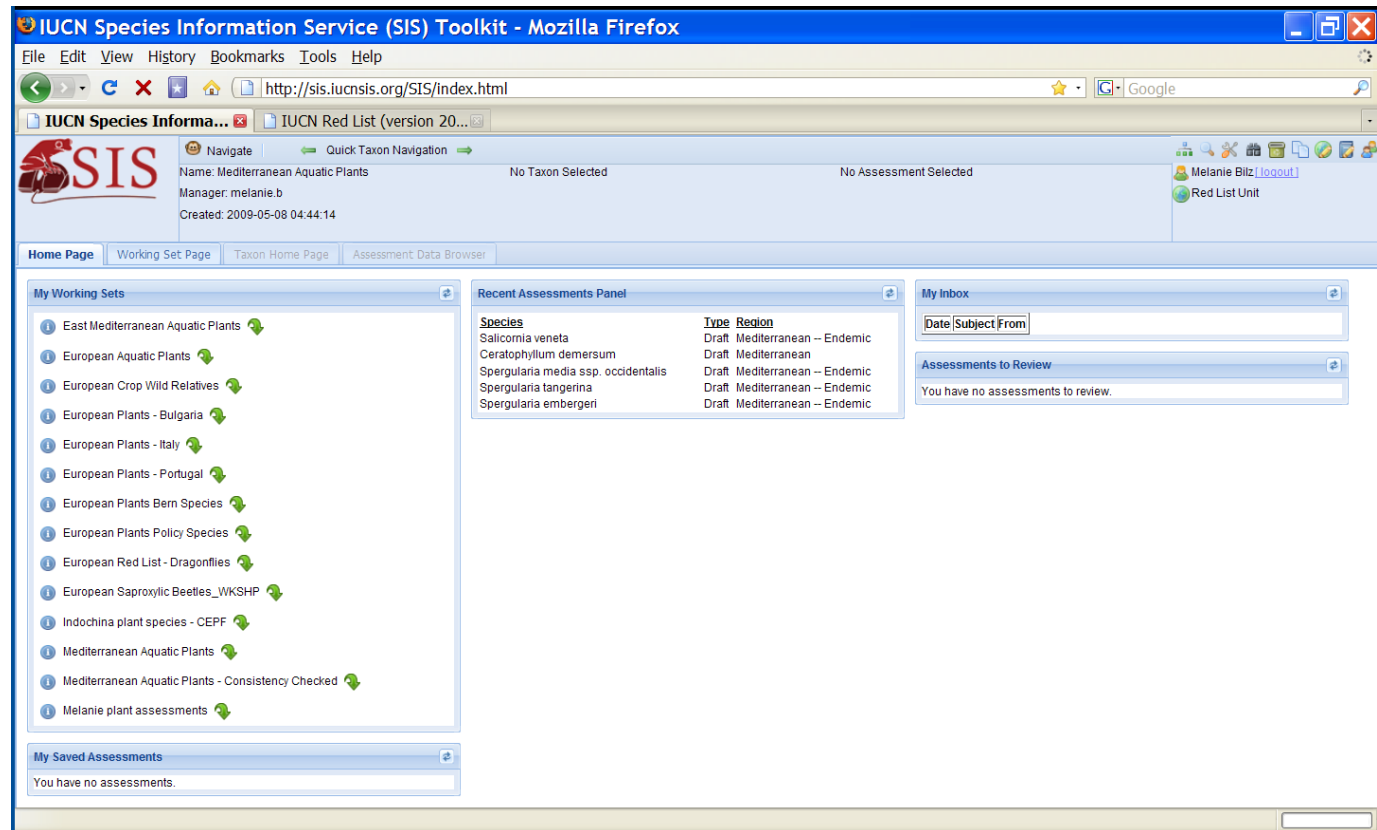 IUCN Species Information Service (SIS) Toolkit - Mozilla Firefox
File Edit View History Bookmarks Tools Help
http://sis.iucnsis.org/SIS/index.html
G Google
IUCN Species Informa... IUCN Red List (version 20...
SIS
Navigate Quick Taxon Navigation
Name: Mediterranean Aquatic Plants No Taxon Selected No Assessment Selected Melanie Bilz [logout]
Manager: melanie.b Red List Unit
Created: 2009-05-08 04:44:14
Home Page Working Set Page Taxon Home Page Assessment Data Browser
My Working Sets
East Mediterranean Aquatic Plants
European Aquatic Plants
European Crop Wild Relatives
European Plants - Bulgaria
European Plants - Italy
European Plants - Portugal
European Plants Bern Species
European Plants Policy Species
European Red List - Dragonflies
European Saproxylic Beetles_WKSHP
Indochina plant species - CEPF
Mediterranean Aquatic Plants
Mediterranean Aquatic Plants - Consistency Checked
Melanie plant assessments
My Saved Assessments
You have no assessments.
Recent Assessments Panel
Species Type Region
Salicornia veneta Draft Mediterranean -- Endemic
Ceratophyllum demersum Draft Mediterranean
Spergularia media ssp. occidentalis Draft Mediterranean -- Endemic
Spergularia tangerina Draft Mediterranean -- Endemic
Spergularia embergeri Draft Mediterranean -- Endemic
My Inbox
Date Subject From
Assessments to Review
You have no assessments to review.